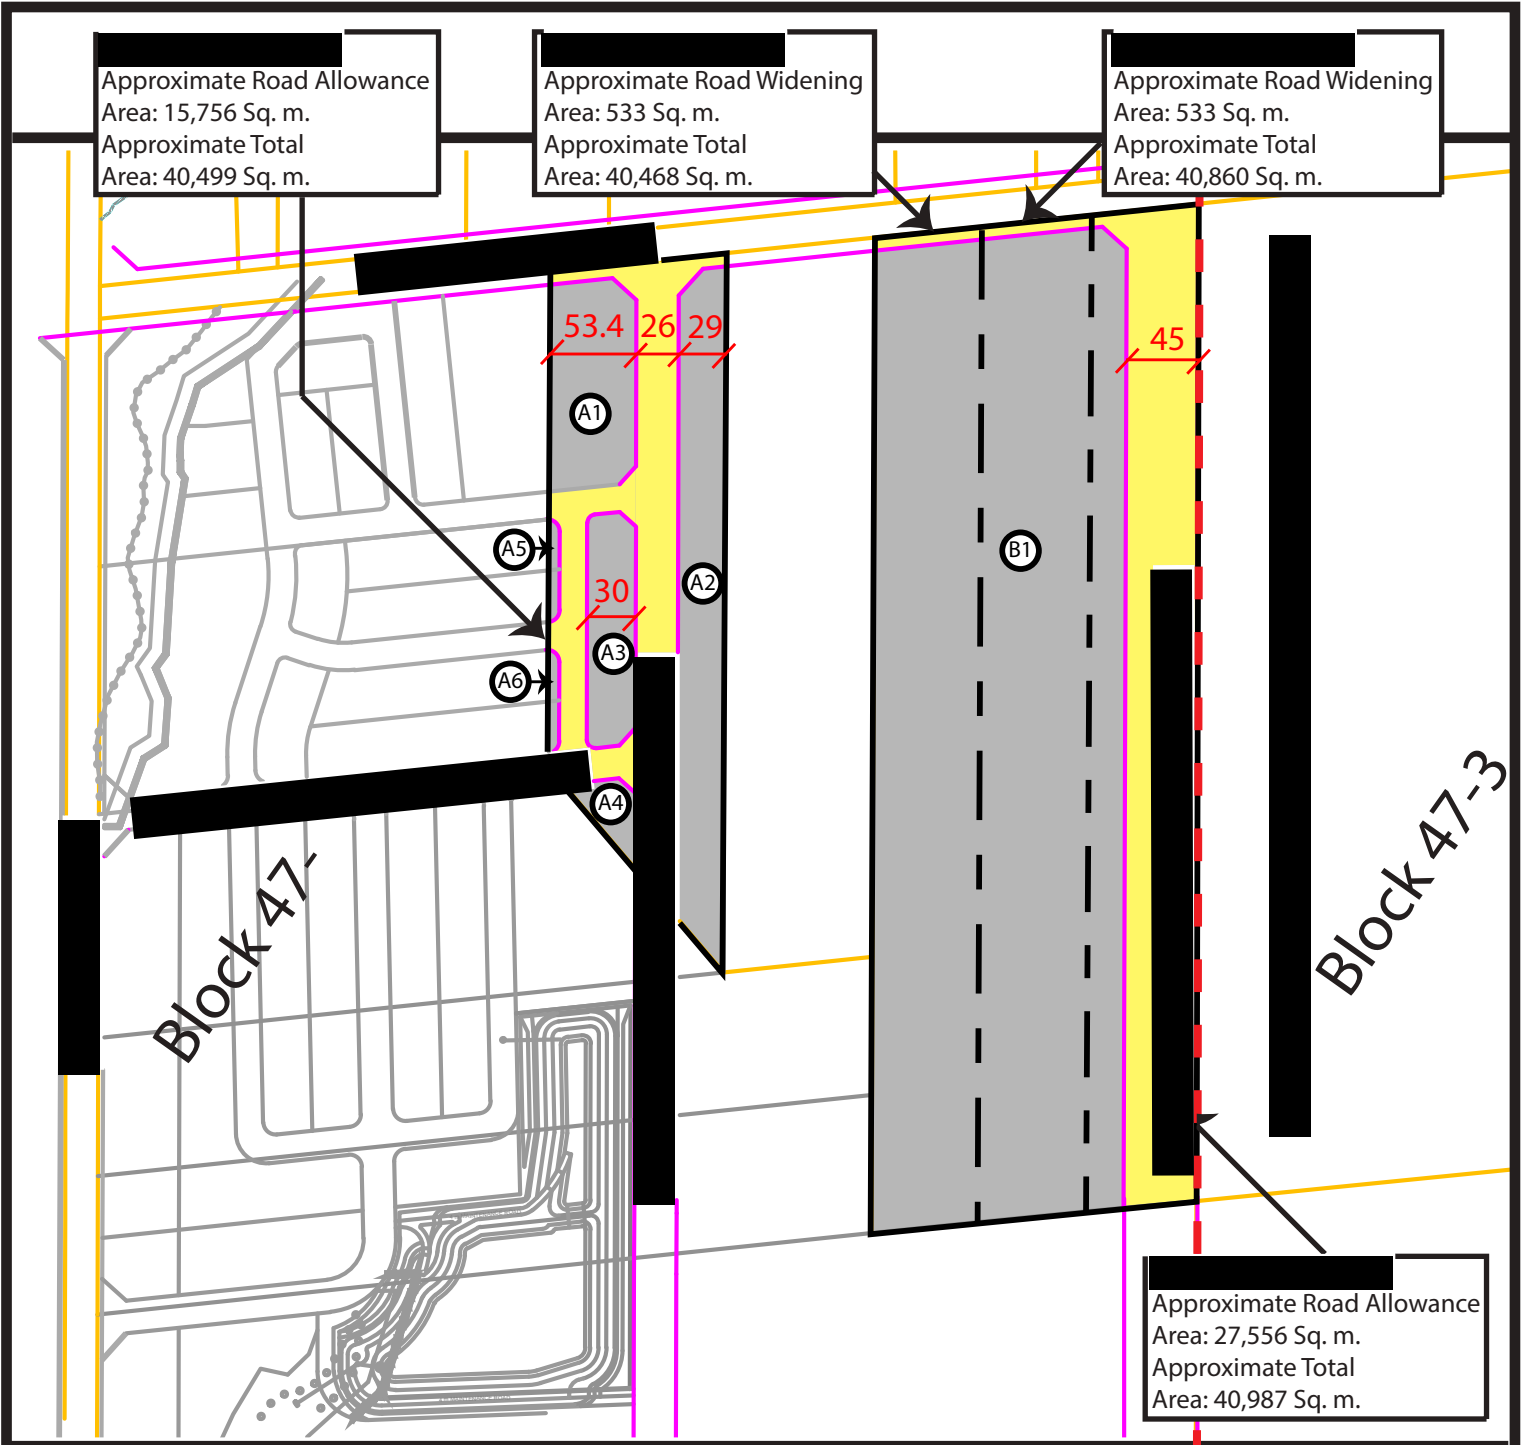 Approximate Road Allowance
Area: 15,756 Sq. m.
Approximate Total
Area: 40,499 Sq. m.
Approximate Road Widening
Area: 533 Sq. m.
Approximate Total
Area: 40,468 Sq. m.
Approximate Road Widening
Area: 533 Sq. m.
Approximate Total
Area: 40,860 Sq. m.
53.4
26
29
45
A1
A5
B1
A2
30
A3
A6
A4
Block 47-
Block 47-3
Approximate Road Allowance
Area: 27,556 Sq. m.
Approximate Total
Area: 40,987 Sq. m.